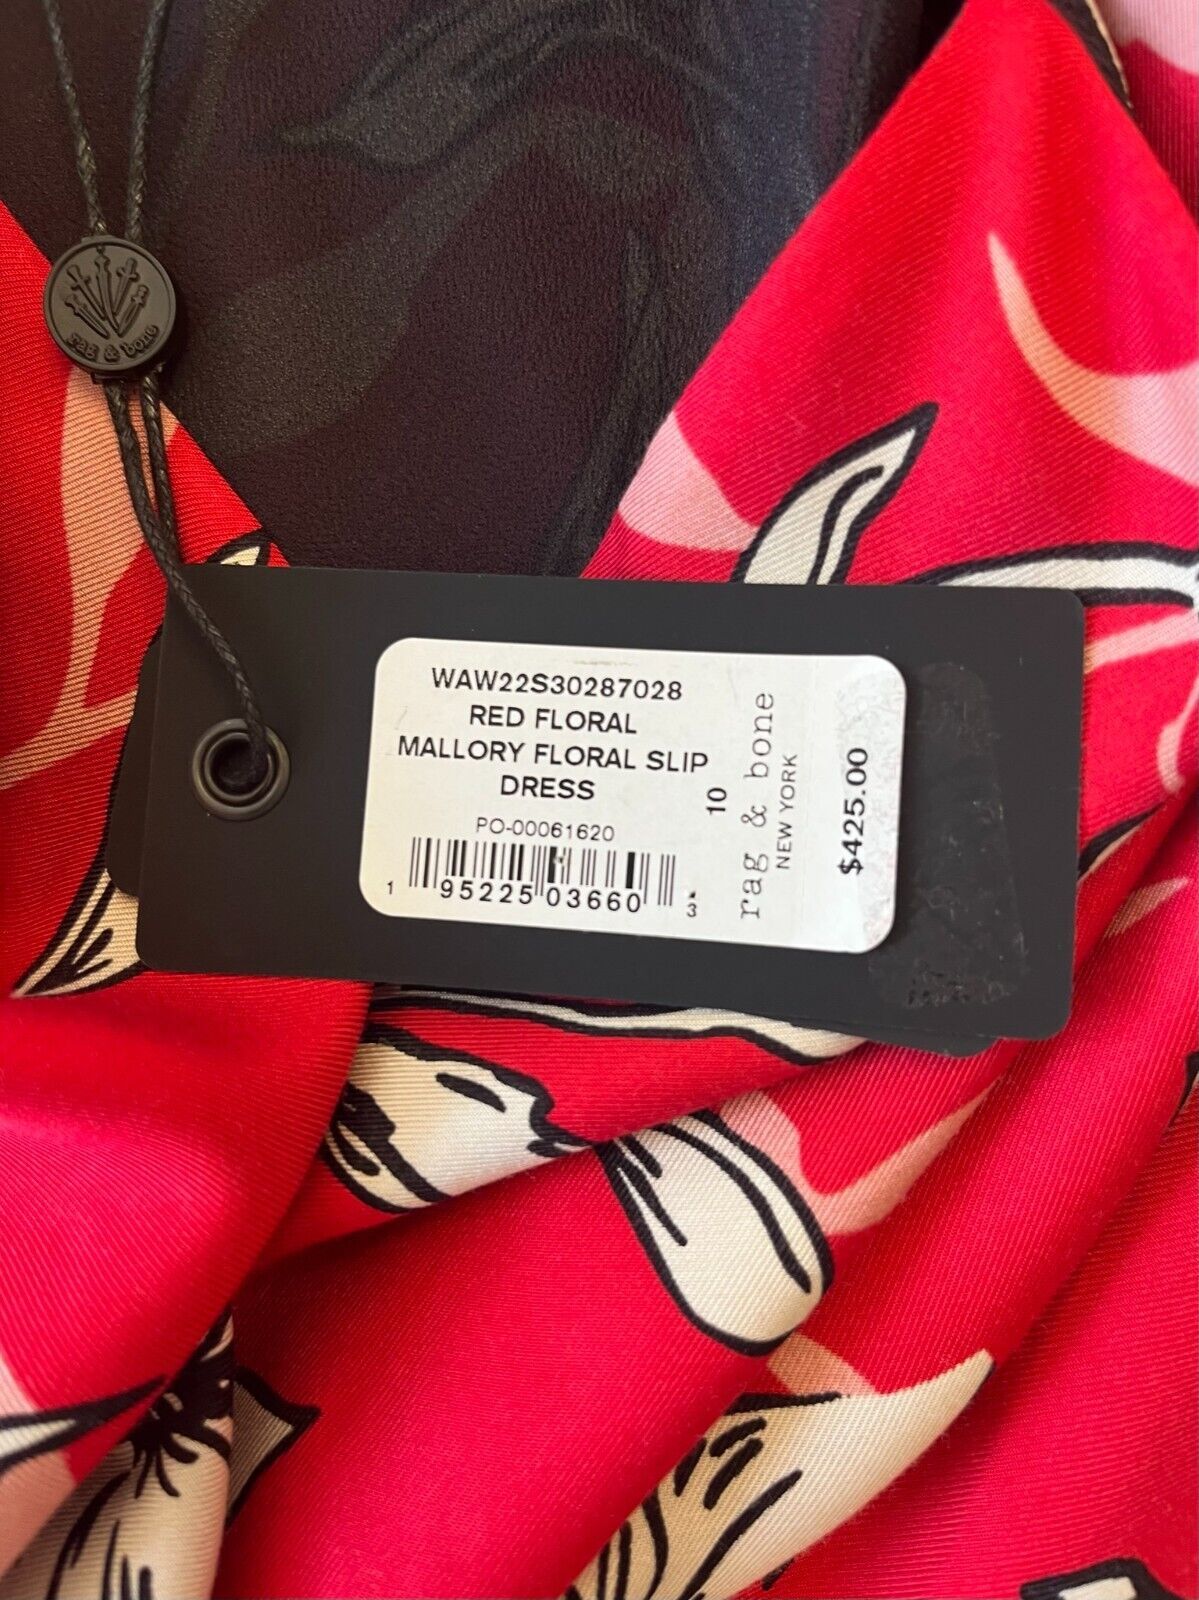 rag & bone
WAW22S30287028
RED FLORAL
MALLORY FLORAL SLIP
DRESS
10
PO-00061620
1 95225 03660 3
rag & bone
NEW YORK
$425.00